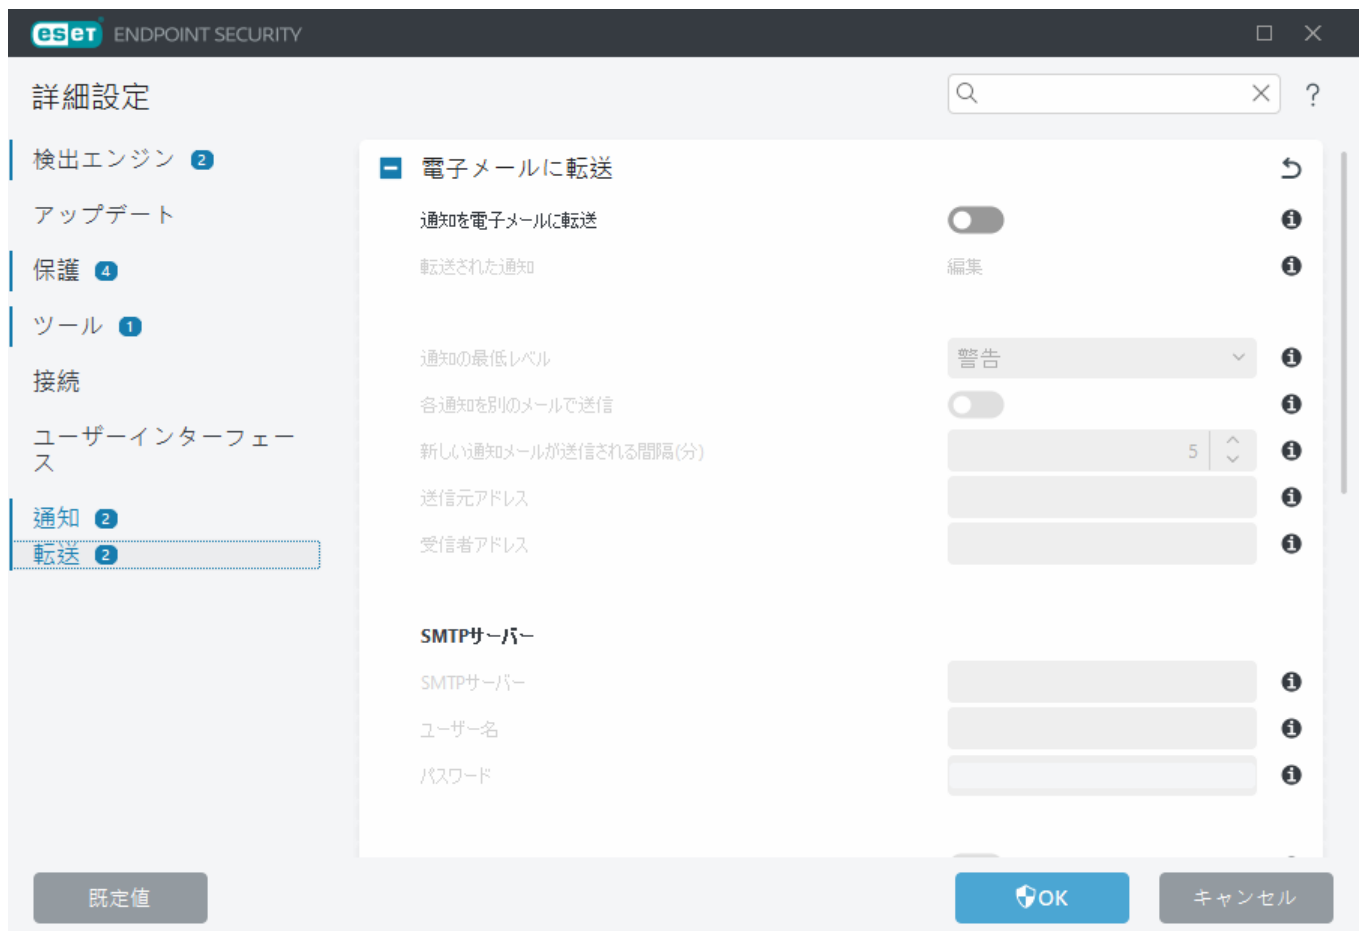 eset ENDPOINT SECURITY
詳細設定
?
検出エンジン 2
アップデート
保護 4
ツール 1
接続
ユーザーインターフェー
ス
通知 2
転送 2
電子メールに転送
通知を電子メールに転送
転送された通知 編集
通知の最低レベル 警告
各通知を別のメールで送信
新しい通知メールが送信される間隔(分) 5
送信元アドレス
受信者アドレス
SMTPサーバー
SMTPサーバー
ユーザー名
パスワード
既定値
OK
キャンセル